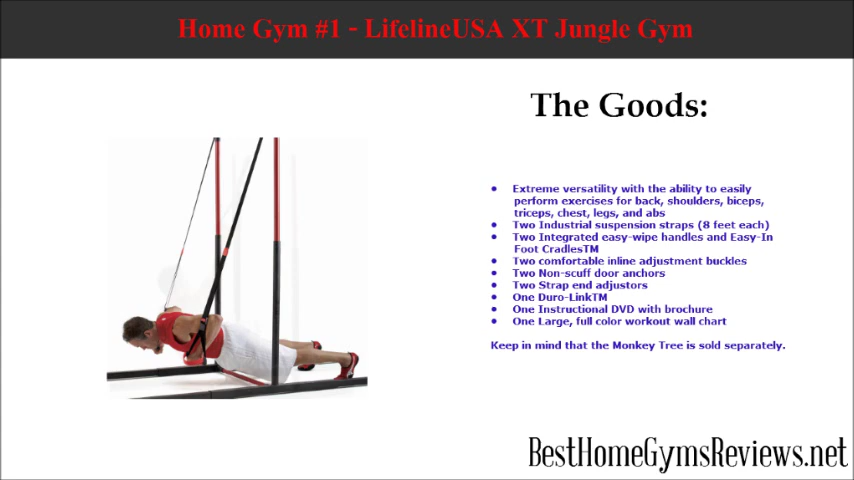 Home Gym #1 - LifelineUSA XT Jungle Gym
The Goods:
• Extreme versatility with the ability to easily
perform exercises for back, shoulders, biceps,
triceps, chest, legs, and abs
• Two Industrial suspension straps (8 feet each)
• Two Integrated easy-wipe handles and Easy-In
Foot CradlesTM
• Two comfortable inline adjustment buckles
• Two Non-scuff door anchors
• Two Strap end adjustors
• One Duro-LinkTM
• One Instructional DVD with brochure
• One Large, full color workout wall chart
Keep in mind that the Monkey Tree is sold separately.
BestHomeGymsReviews.net